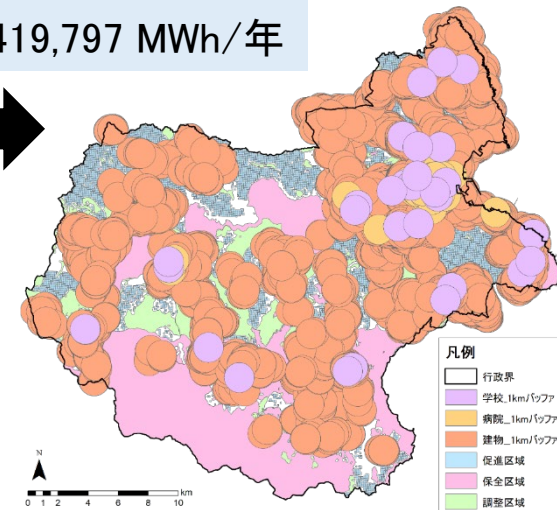 419,797 MWh/年
凡例
行政界
学校_1kmバッファ
病院_1kmバッファ
建物_1kmバッファ
促進区域
保全区域
調整区域
N
km
0 1 2 4 6 8 10